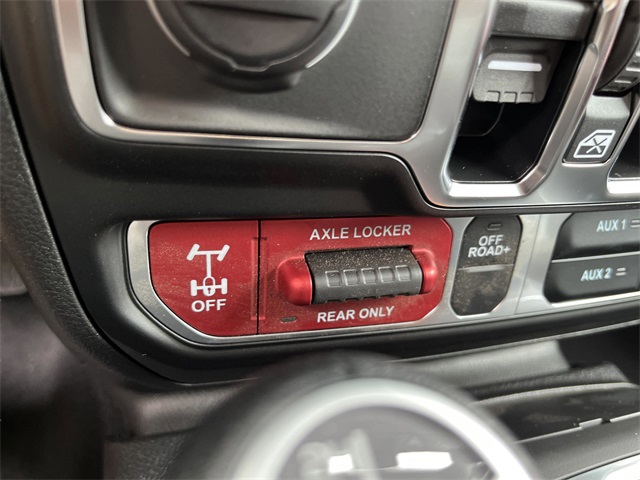 AXLE LOCKER
OFF
REAR ONLY
OFF
ROAD+
AUX 1
AUX 2